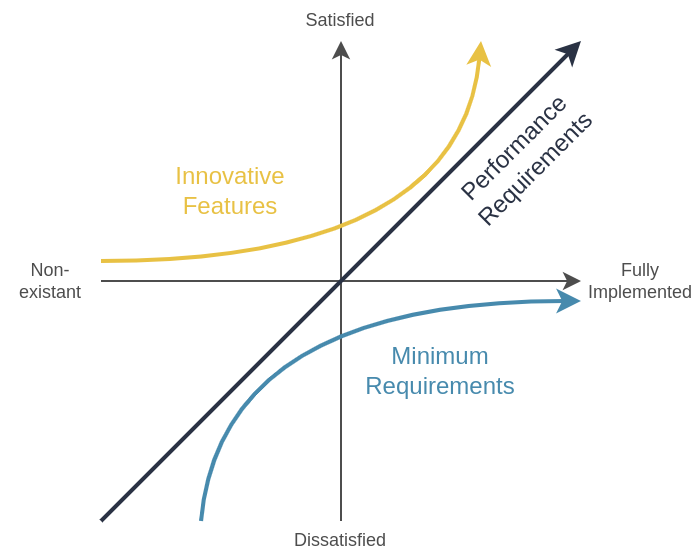 Satisfied
Performance
Requirements
Innovative
Features
Non-
existant
Fully
Implemented
Minimum
Requirements
Dissatisfied